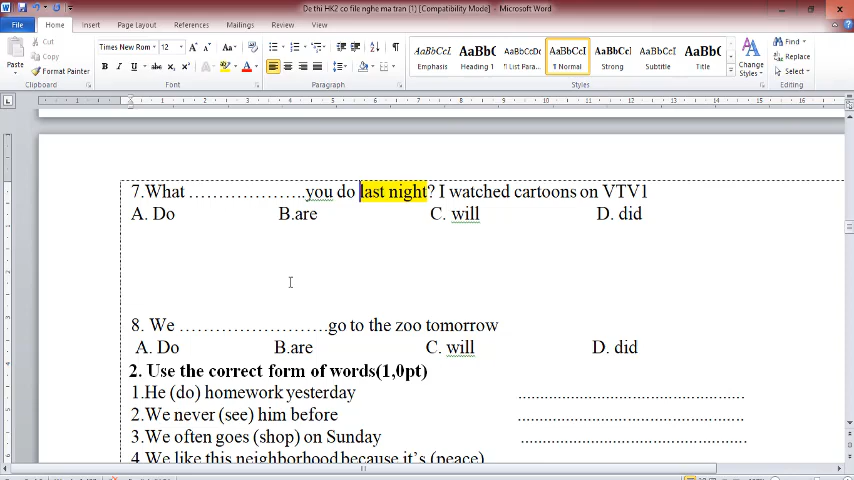 De thi HK2 co file nghe ma tran (1) [Compatibility Mode] - Microsoft Word
File Home Insert Page Layout References Mailings Review View
Paste Cut Copy Format Painter Clipboard
Times New Rom 12 Font
Paragraph
AaBbCcI Emphasis AaBbC Heading 1 AaBbCcDc ¶ List Para... AaBbCcI ¶ Normal AaBbCcl Strong AaBbCcI Subtitle AaBb( Title Styles
Change Styles
Find Replace Select Editing
7.What ………………..you do last night? I watched cartoons on VTV1
A. Do B.are C. will D. did
8. We …………………….go to the zoo tomorrow
A. Do B.are C. will D. did
2. Use the correct form of words(1,0pt)
1.He (do) homework yesterday ……………………………………
2.We never (see) him before ……………………………………
3.We often goes (shop) on Sunday ……………………………………
4.We like this neighborhood because it's (peace)